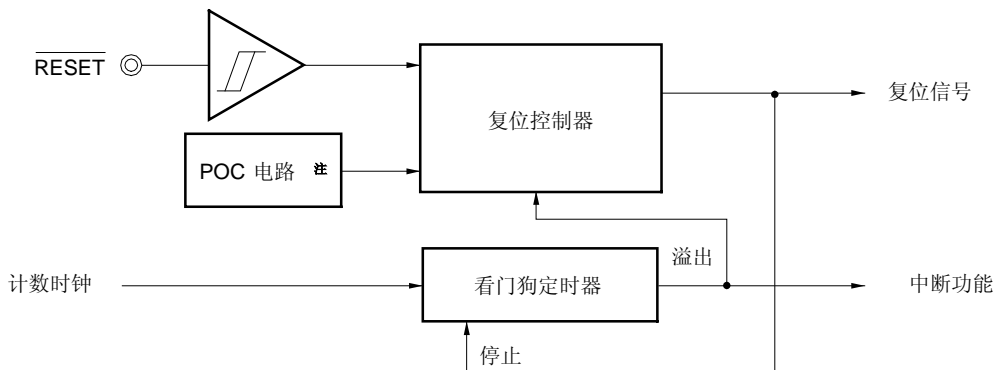 RESET
复位控制器
复位信号
POC 电路 注
溢出
计数时钟
看门狗定时器
中断功能
停止